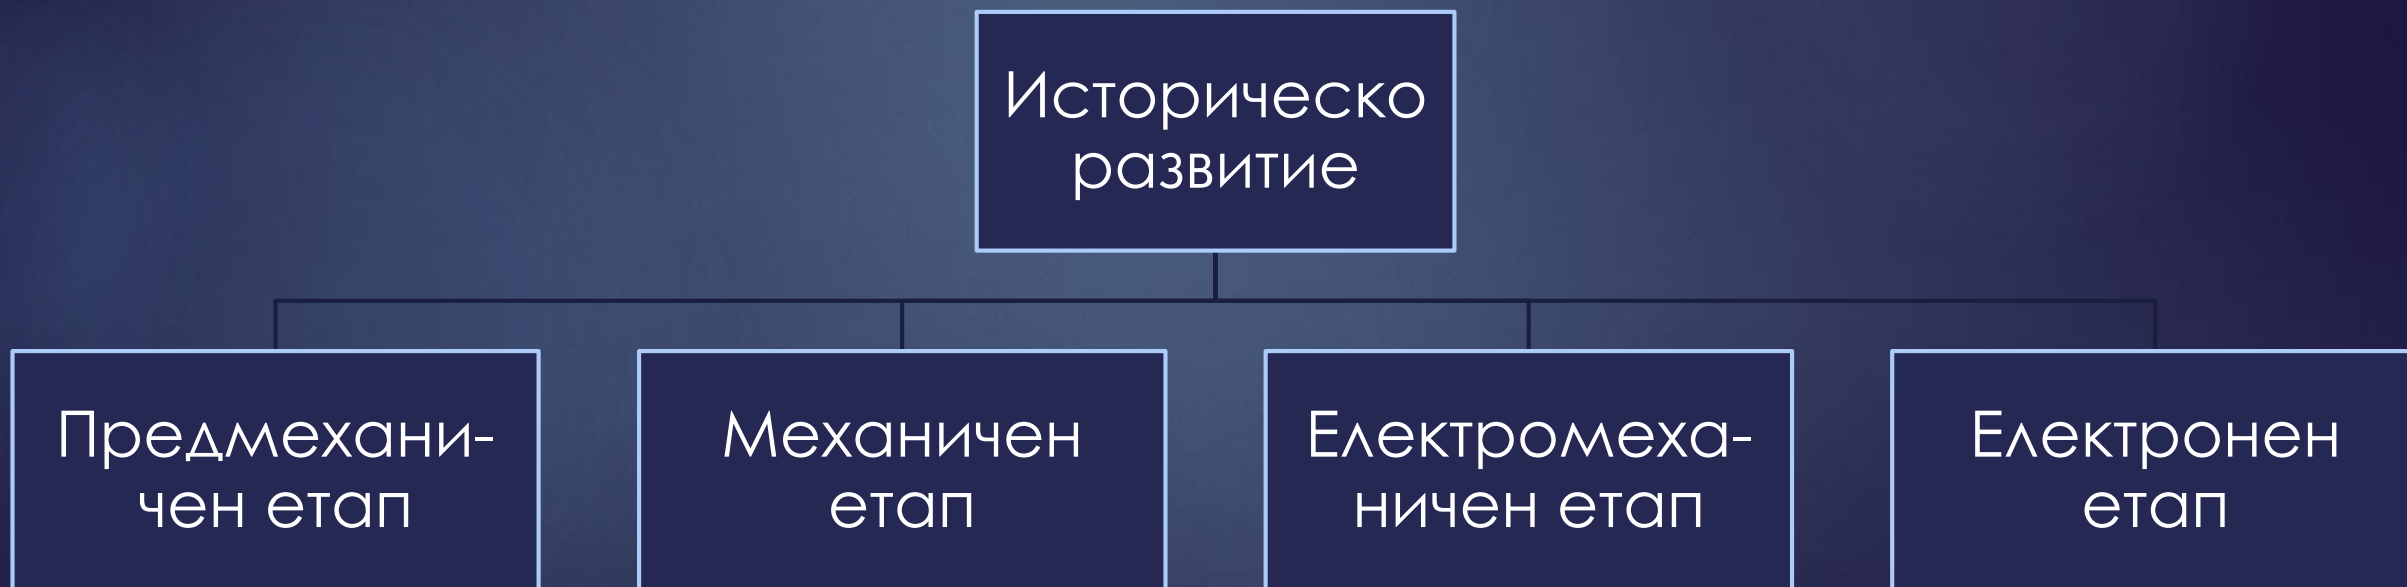 Историческо
развитие
Предмехани-
чен етап
Механичен
етап
Електромеха-
ничен етап
Електронен
етап